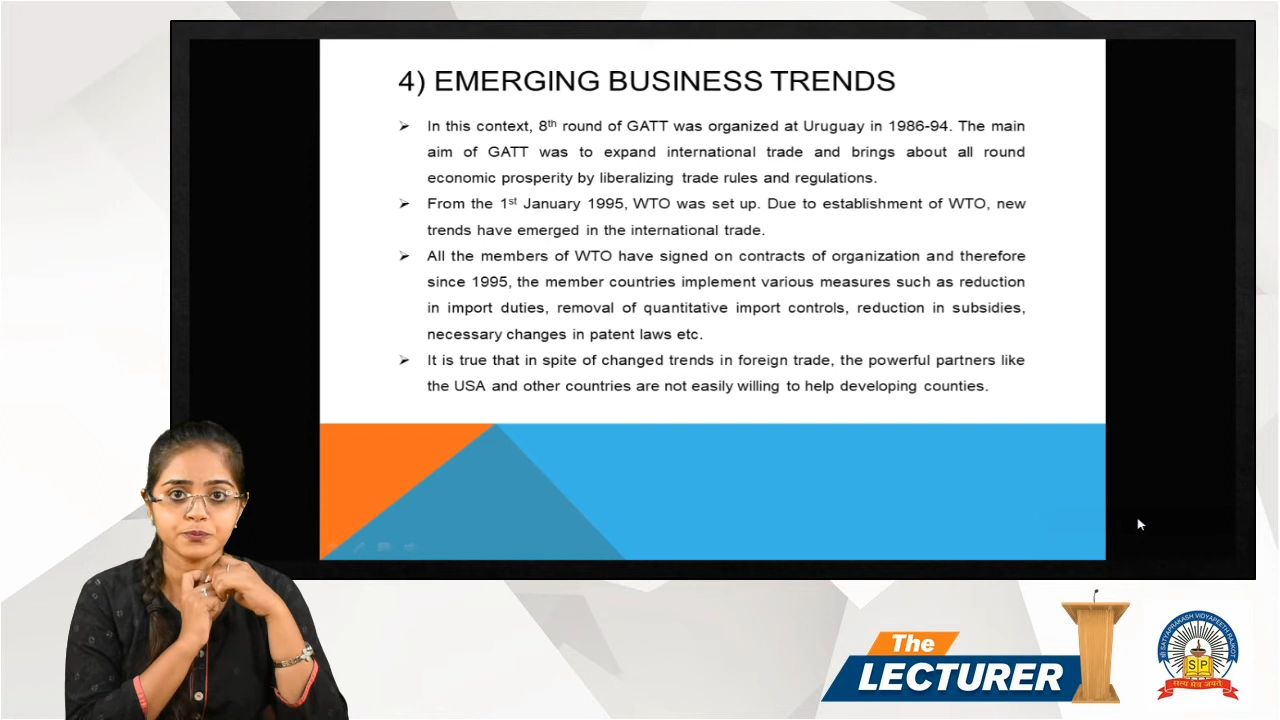 4) EMERGING BUSINESS TRENDS
➢ In this context, 8th round of GATT was organized at Uruguay in 1986-94. The main
aim of GATT was to expand international trade and brings about all round
economic prosperity by liberalizing trade rules and regulations.
➢ From the 1st January 1995, WTO was set up. Due to establishment of WTO, new
trends have emerged in the international trade.
➢ All the members of WTO have signed on contracts of organization and therefore
since 1995, the member countries implement various measures such as reduction
in import duties, removal of quantitative import controls, reduction in subsidies,
necessary changes in patent laws etc.
➢ It is true that in spite of changed trends in foreign trade, the powerful partners like
the USA and other countries are not easily willing to help developing counties.
The
LECTURER
SATYAPRAKASH VIDYAPEETH RAJKOT
SP
सत्य मेव जयते